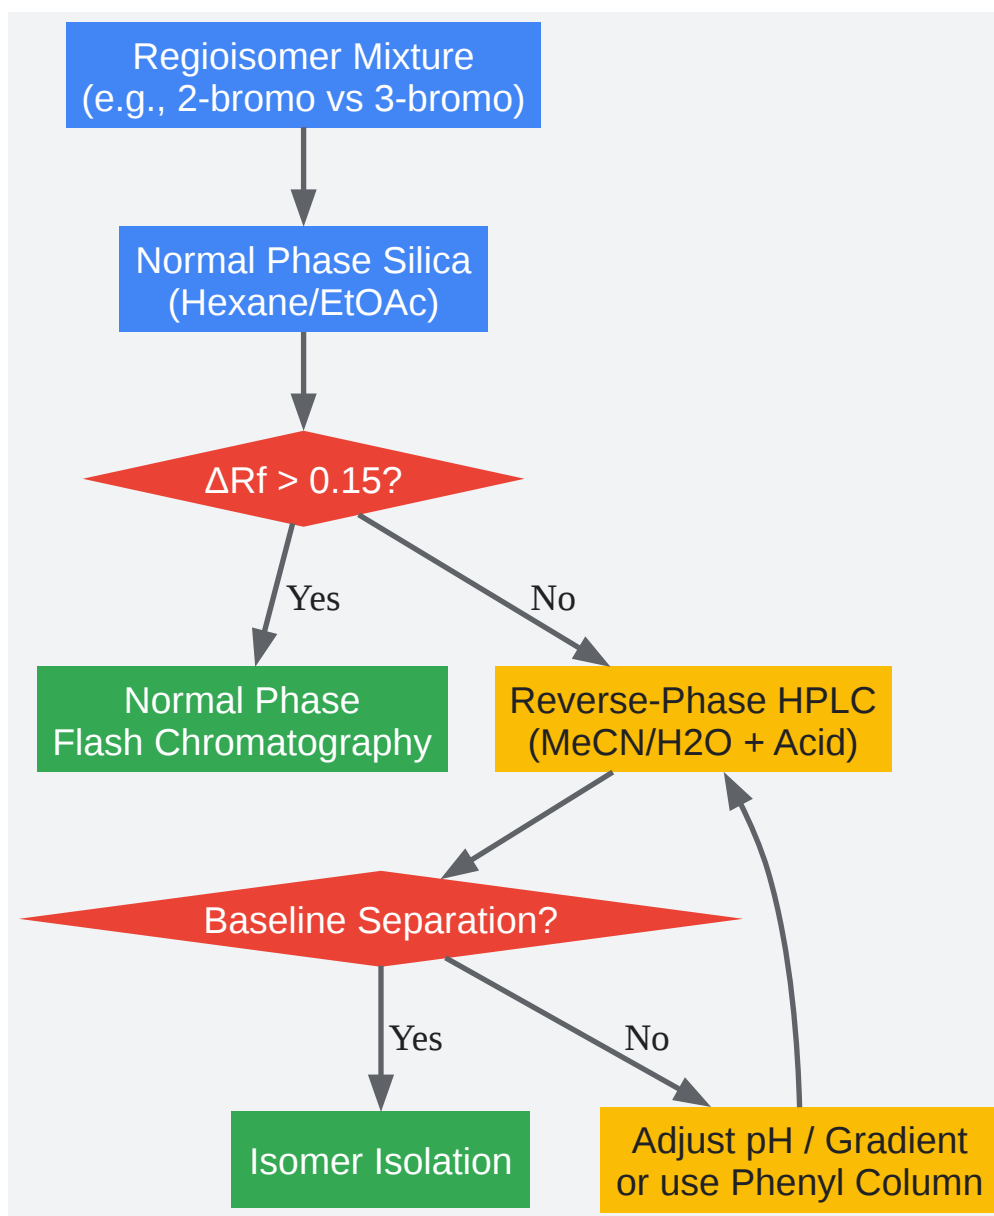 Regioisomer Mixture
(e.g., 2-bromo vs 3-bromo)
Normal Phase Silica
(Hexane/EtOAc)
ΔRf > 0.15?
Yes
No
Normal Phase
Flash Chromatography
Reverse-Phase HPLC
(MeCN/H2O + Acid)
Baseline Separation?
Yes
No
Isomer Isolation
Adjust pH / Gradient
or use Phenyl Column